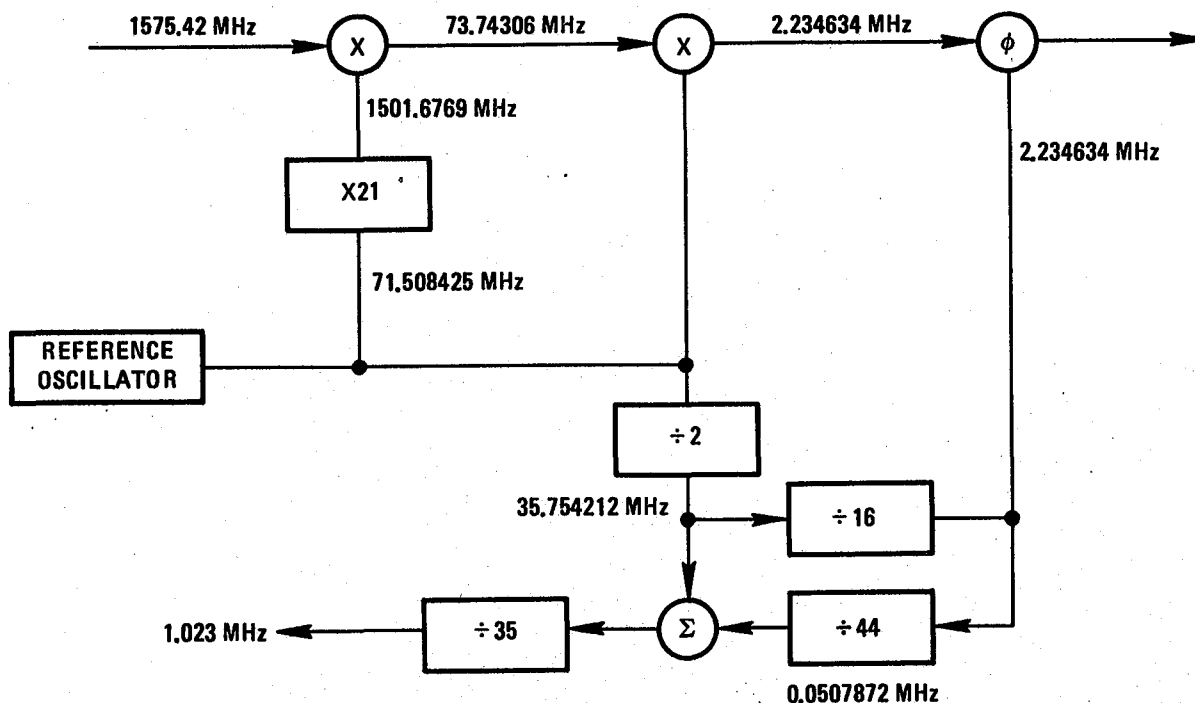 1575.42 MHz
X
73.74306 MHz
X
2.234634 MHz
ϕ
1501.6769 MHz
2.234634 MHz
X21
71.508425 MHz
REFERENCE
OSCILLATOR
÷2
35.754212 MHz
÷16
1.023 MHz
÷35
Σ
÷44
0.0507872 MHz